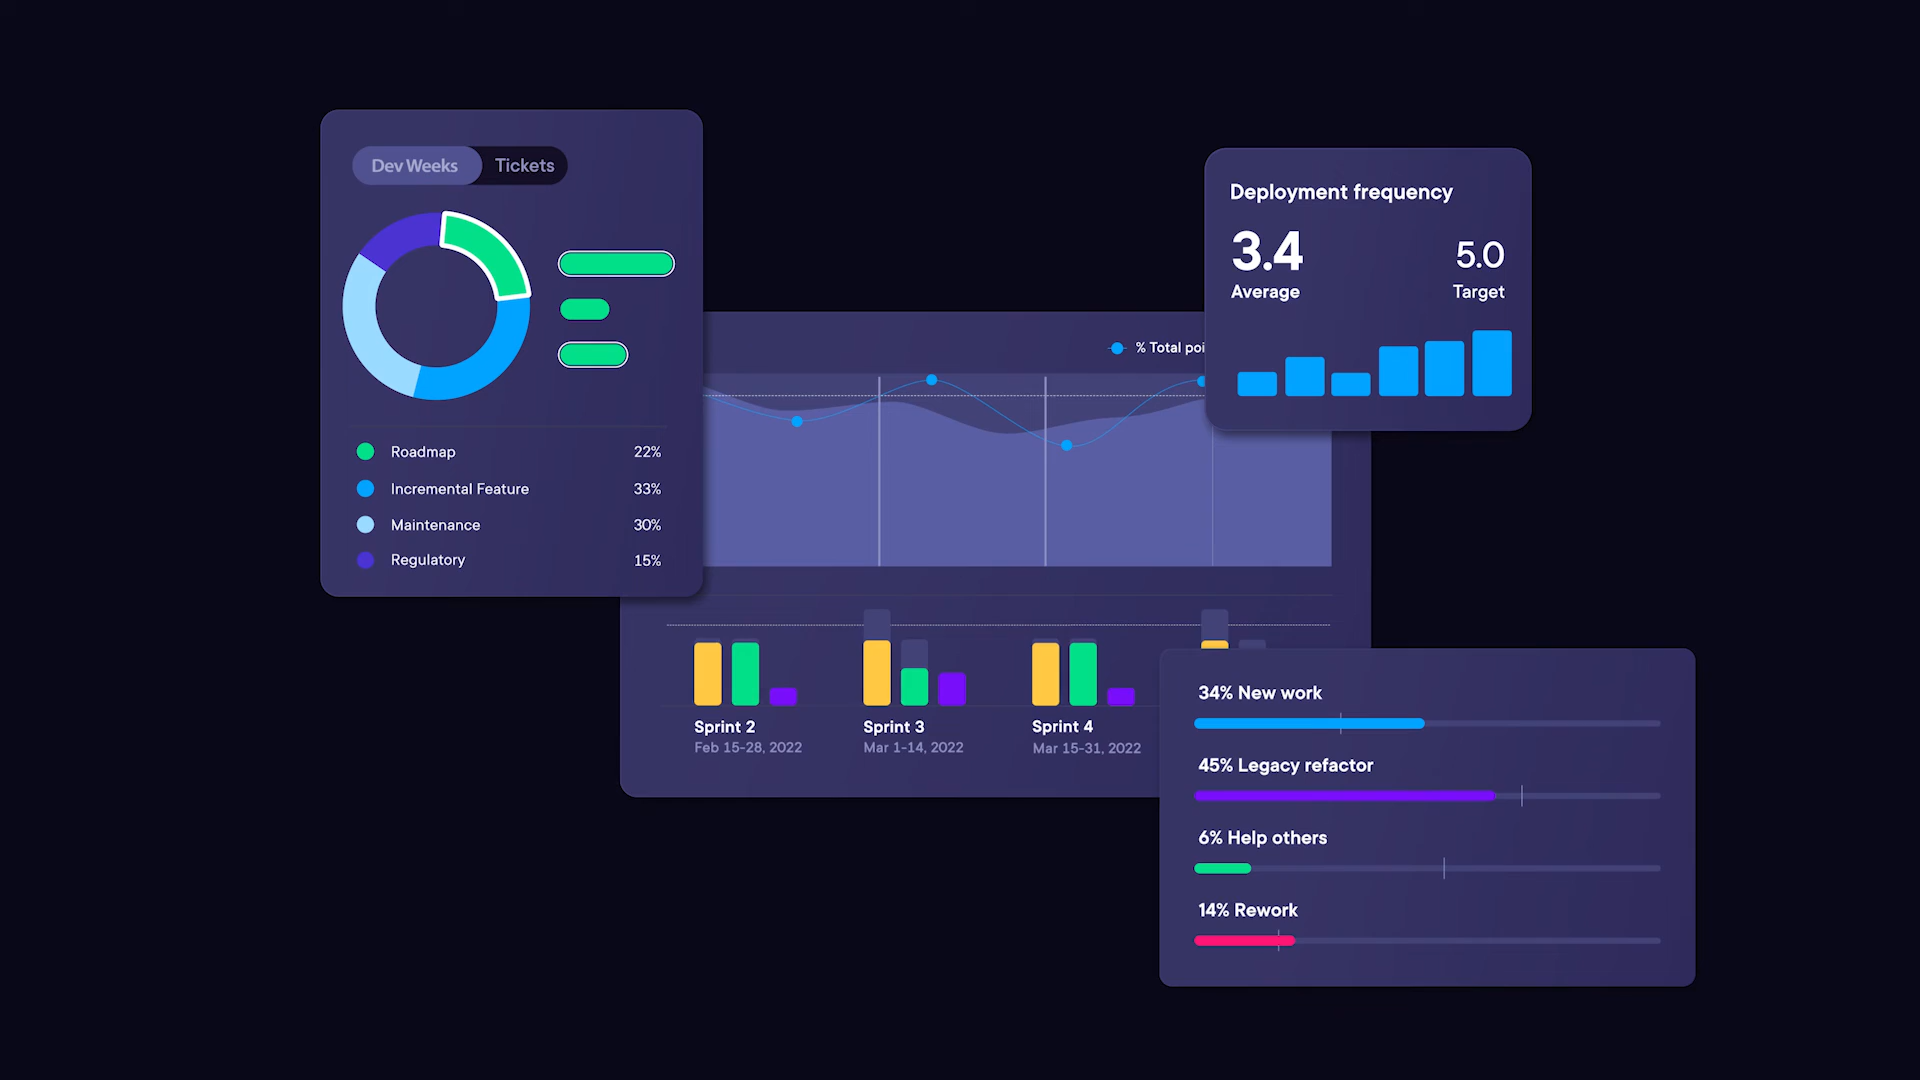 Dev Weeks
Tickets
Roadmap 22%
Incremental Feature 33%
Maintenance 30%
Regulatory 15%
% Total
Sprint 2
Feb 15-28, 2022
Sprint 3
Mar 1-14, 2022
Sprint 4
Mar 15-31, 2022
Deployment frequency
3.4
Average
5.0
Target
34% New work
45% Legacy refactor
6% Help others
14% Rework